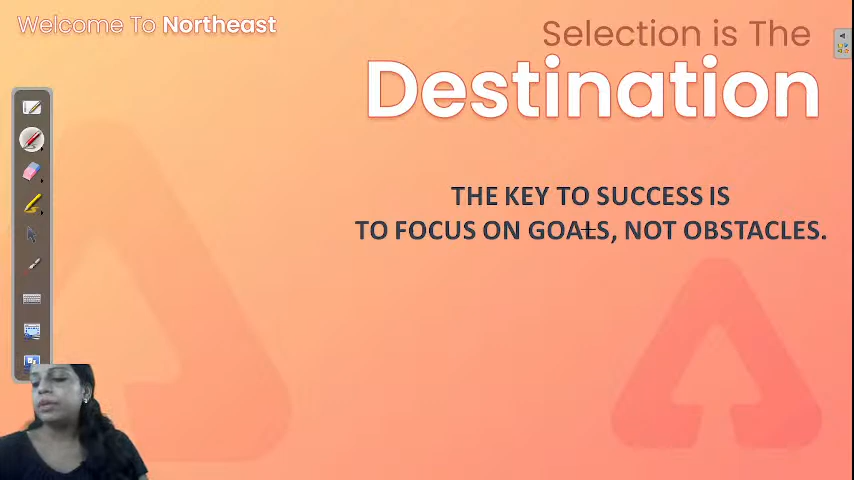 Welcome To Northeast
Selection is The
Destination
THE KEY TO SUCCESS IS
TO FOCUS ON GOALS, NOT OBSTACLES.